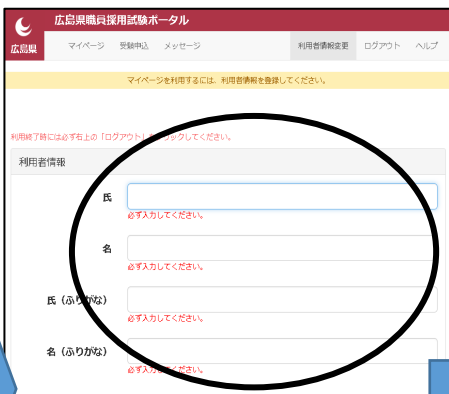 広島県職員採用試験ポータル
広島県
マイページ 受験申込 メッセージ 利用者情報変更 ログアウト ヘルプ
マイページを利用するには、利用者情報を登録してください。
利用終了時には必ず右上の「ログアウト」をクリックしてください。
利用者情報
氏
必ず入力してください。
名
必ず入力してください。
氏（ふりがな）
必ず入力してください。
名（ふりがな）
必ず入力してください。